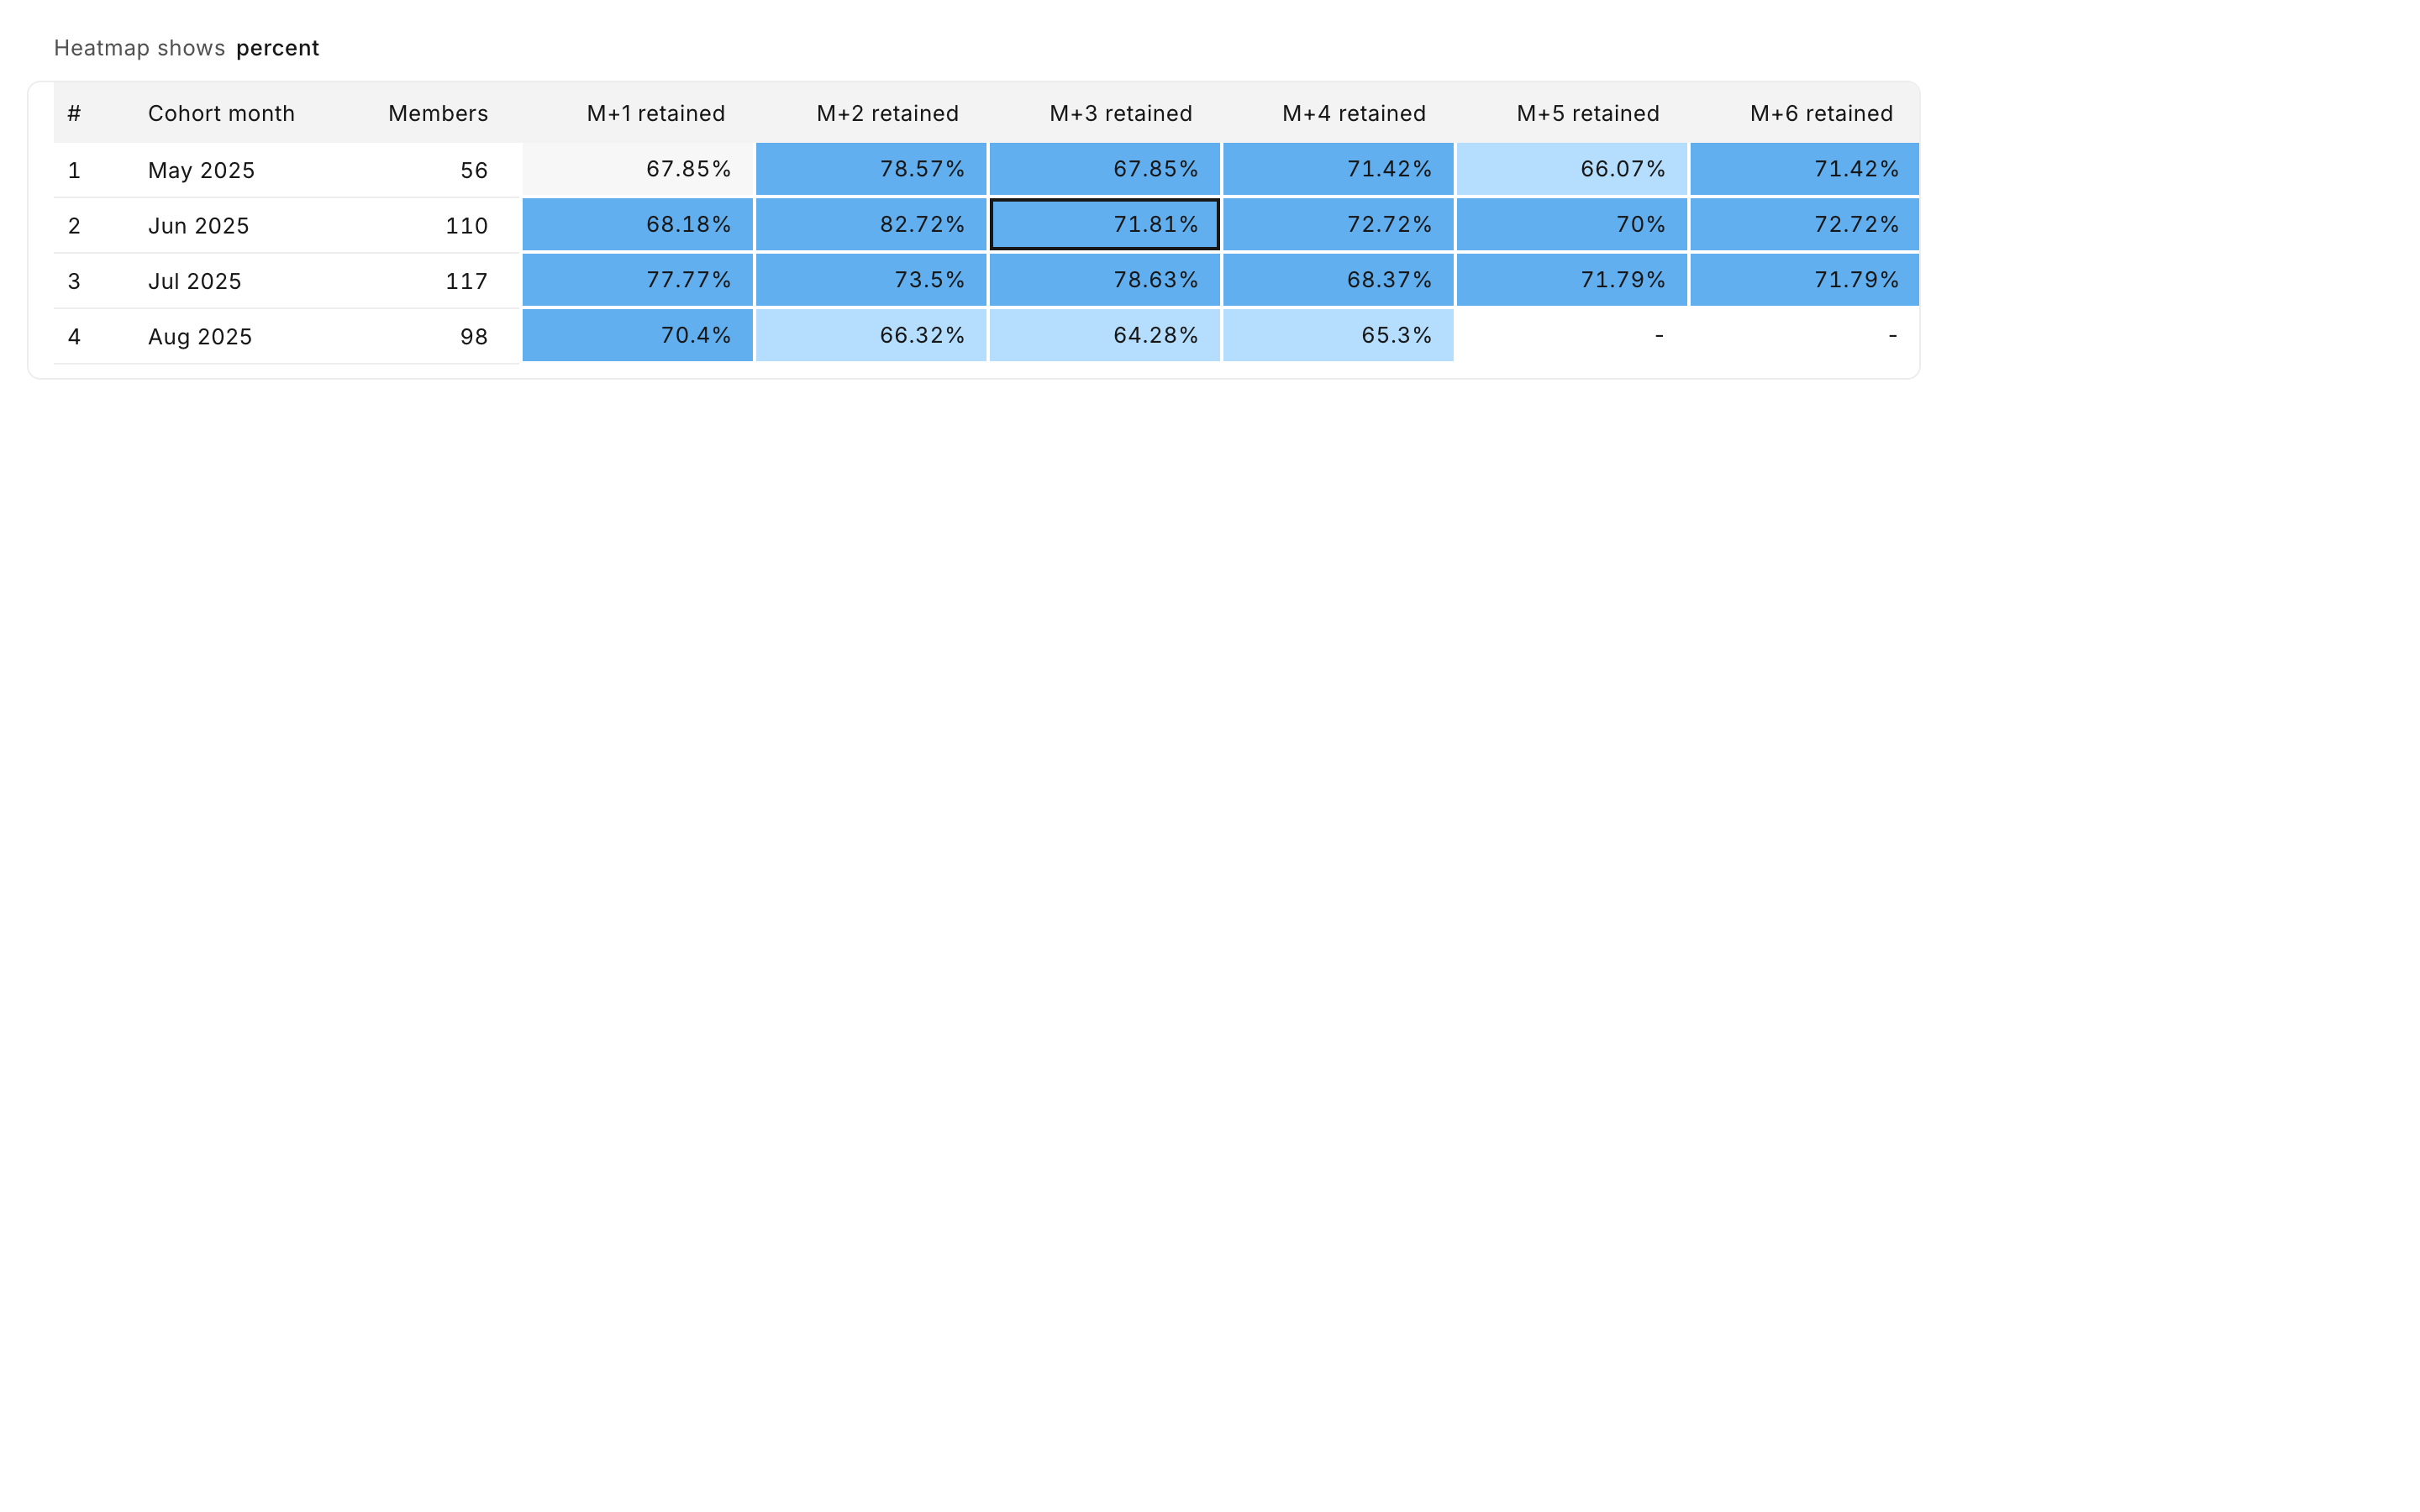 Heatmap shows percent
# Cohort month Members M+1 retained M+2 retained M+3 retained M+4 retained M+5 retained M+6 retained
1 May 2025 56 67.85% 78.57% 67.85% 71.42% 66.07% 71.42%
2 Jun 2025 110 68.18% 82.72% 71.81% 72.72% 70% 72.72%
3 Jul 2025 117 77.77% 73.5% 78.63% 68.37% 71.79% 71.79%
4 Aug 2025 98 70.4% 66.32% 64.28% 65.3% - -